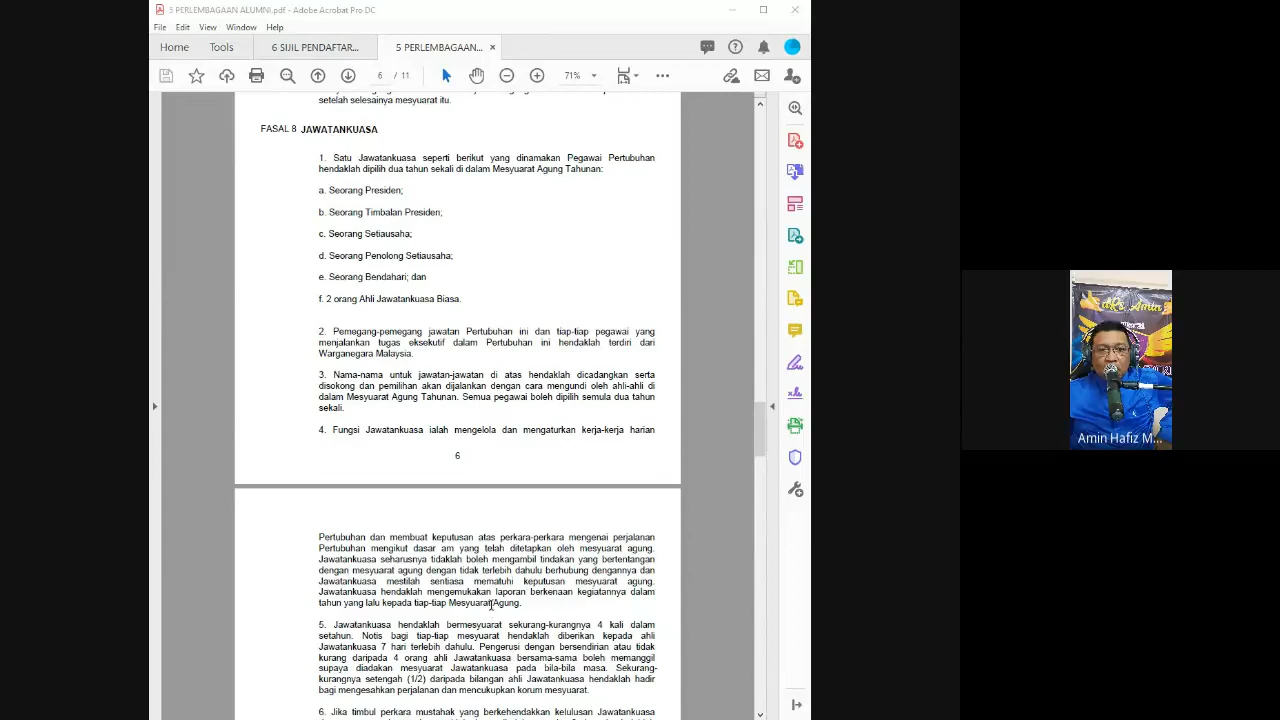 5 PERLEMBAGAAN ALUMNI.pdf - Adobe Acrobat Pro DC
File Edit View Window Help
Home Tools 6 SIJIL PENDAFTAR... 5 PERLEMBAGAAN...
6 / 11 71%
setelah selesainya mesyuarat itu.
FASAL 8 JAWATANKUASA
1. Satu Jawatankuasa seperti berikut yang dinamakan Pegawai Pertubuhan
hendaklah dipilih dua tahun sekali di dalam Mesyuarat Agung Tahunan:
a. Seorang Presiden;
b. Seorang Timbalan Presiden;
c. Seorang Setiausaha;
d. Seorang Penolong Setiausaha;
e. Seorang Bendahari; dan
f. 2 orang Ahli Jawatankuasa Biasa.
2. Pemegang-pemegang jawatan Pertubuhan ini dan tiap-tiap pegawai yang
menjalankan tugas eksekutif dalam Pertubuhan ini hendaklah terdiri dari
Warganegara Malaysia.
3. Nama-nama untuk jawatan-jawatan di atas hendaklah dicadangkan serta
disokong dan pemilihan akan dijalankan dengan cara mengundi oleh ahli-ahli di
dalam Mesyuarat Agung Tahunan. Semua pegawai boleh dipilih semula dua tahun
sekali.
4. Fungsi Jawatankuasa ialah mengelola dan mengaturkan kerja-kerja harian
6
Pertubuhan dan membuat keputusan atas perkara-perkara mengenai perjalanan
Pertubuhan mengikut dasar am yang telah ditetapkan oleh mesyuarat agung.
Jawatankuasa seharusnya tidaklah boleh mengambil tindakan yang bertentangan
dengan mesyuarat agung dengan tidak terlebih dahulu berhubung dengannya dan
Jawatankuasa mestilah sentiasa mematuhi keputusan mesyuarat agung.
Jawatankuasa hendaklah mengemukakan laporan berkenaan kegiatannya dalam
tahun yang lalu kepada tiap-tiap Mesyuarat Agung.
5. Jawatankuasa hendaklah bermesyuarat sekurang-kurangnya 4 kali dalam
setahun. Notis bagi tiap-tiap mesyuarat hendaklah diberikan kepada ahli
Jawatankuasa 7 hari terlebih dahulu. Pengerusi dengan bersendirian atau tidak
kurang daripada 4 orang ahli Jawatankuasa bersama-sama boleh memanggil
supaya diadakan mesyuarat Jawatankuasa pada bila-bila masa. Sekurang-
kurangnya setengah (1/2) daripada bilangan ahli Jawatankuasa hendaklah hadir
bagi mengesahkan perjalanan dan mencukupkan korum mesyuarat.
6. Jika timbul perkara mustahak yang berkehendakkan kelulusan Jawatankuasa
Amin Hafiz M...